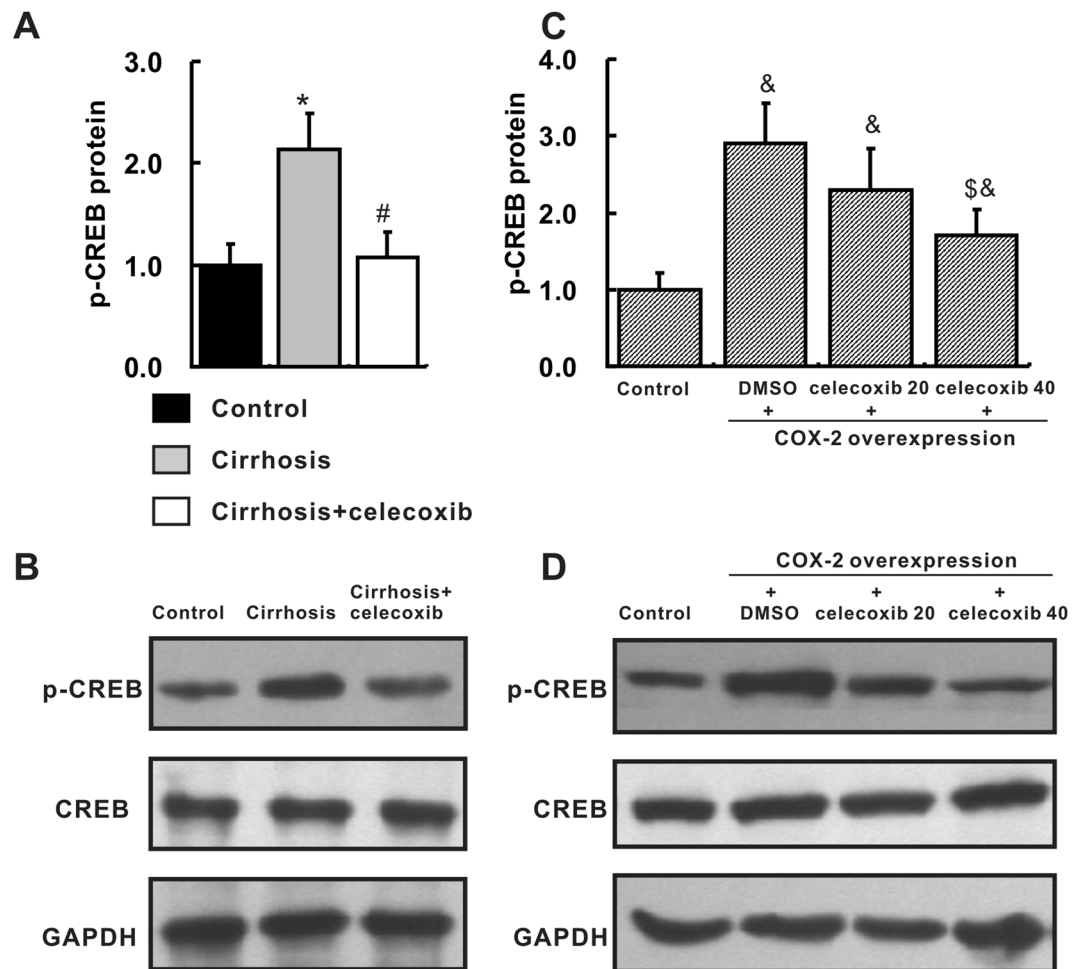 A
p-CREB protein
3.0
2.0
1.0
0.0
*
#
Control
Cirrhosis
Cirrhosis+celecoxib
C
p-CREB protein
4.0
3.0
2.0
1.0
0.0
&
&
$&
Control DMSO celecoxib 20 celecoxib 40
+ + +
COX-2 overexpression
B
Control Cirrhosis Cirrhosis+
celecoxib
p-CREB
CREB
GAPDH
D
COX-2 overexpression
+ + +
Control DMSO celecoxib 20 celecoxib 40
p-CREB
CREB
GAPDH